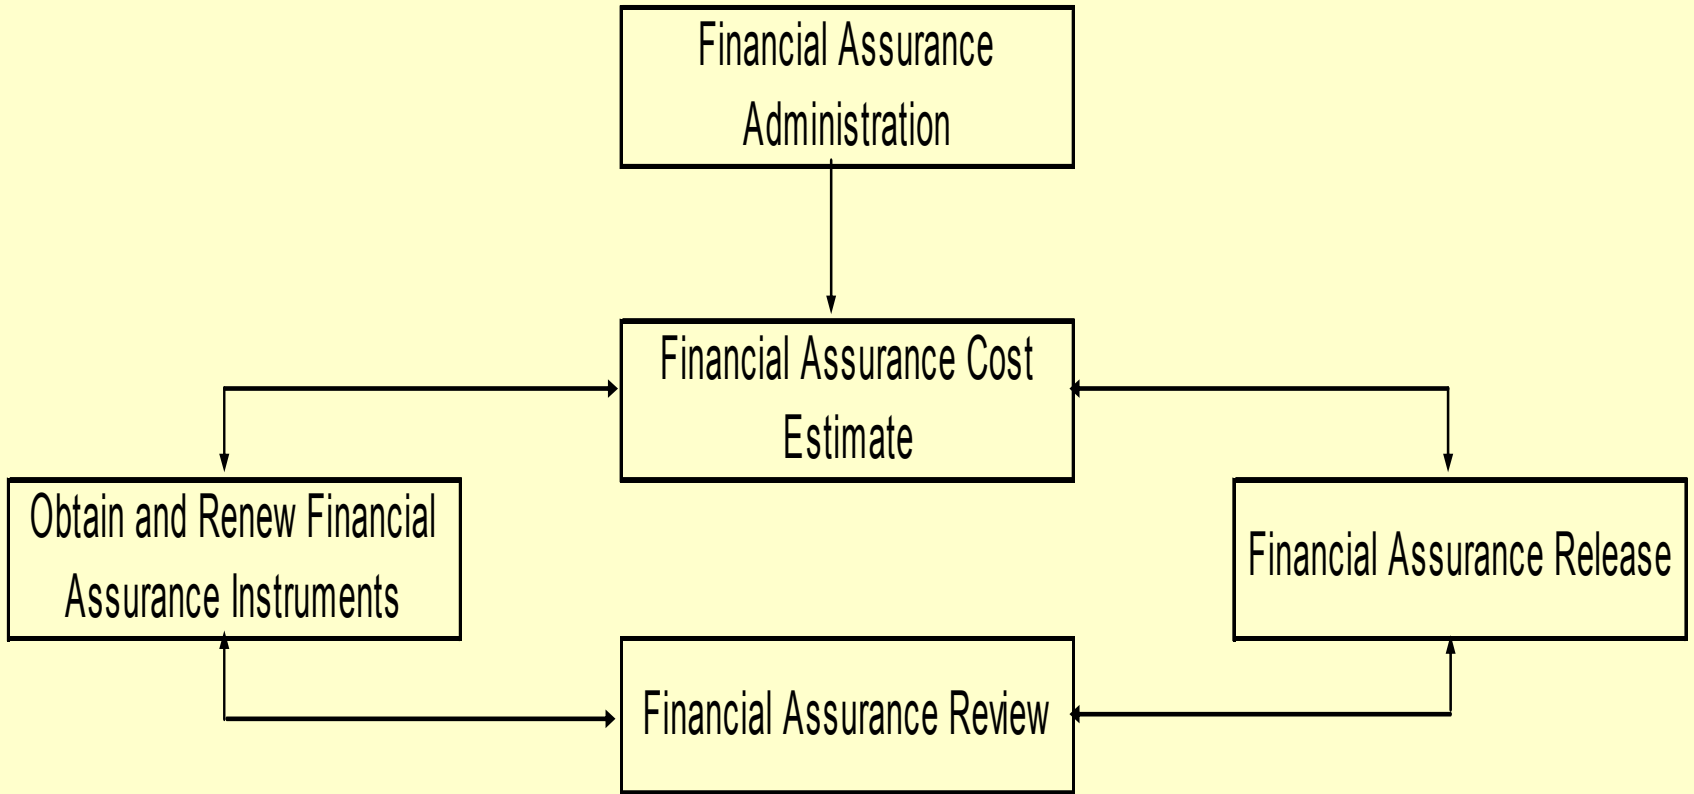 Financial Assurance
Administration
Financial Assurance Cost
Estimate
Obtain and Renew Financial
Assurance Instruments
Financial Assurance Release
Financial Assurance Review